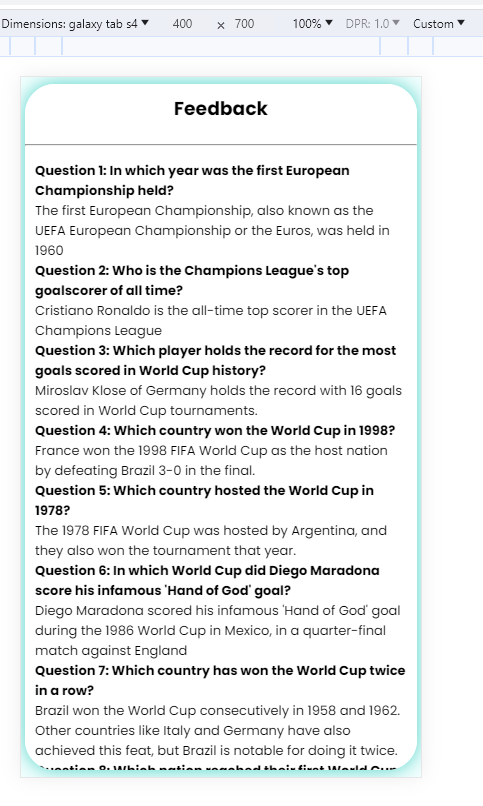 Dimensions: galaxy tab s4 ▼ 400 × 700 100% ▼ DPR: 1.0 ▼ Custom ▼
Feedback
Question 1: In which year was the first European
Championship held?
The first European Championship, also known as the
UEFA European Championship or the Euros, was held in
1960
Question 2: Who is the Champions League's top
goalscorer of all time?
Cristiano Ronaldo is the all-time top scorer in the UEFA
Champions League
Question 3: Which player holds the record for the most
goals scored in World Cup history?
Miroslav Klose of Germany holds the record with 16 goals
scored in World Cup tournaments.
Question 4: Which country won the World Cup in 1998?
France won the 1998 FIFA World Cup as the host nation
by defeating Brazil 3-0 in the final.
Question 5: Which country hosted the World Cup in
1978?
The 1978 FIFA World Cup was hosted by Argentina, and
they also won the tournament that year.
Question 6: In which World Cup did Diego Maradona
score his infamous 'Hand of God' goal?
Diego Maradona scored his infamous 'Hand of God' goal
during the 1986 World Cup in Mexico, in a quarter-final
match against England
Question 7: Which country has won the World Cup twice
in a row?
Brazil won the World Cup consecutively in 1958 and 1962.
Other countries like Italy and Germany have also
achieved this feat, but Brazil is notable for doing it twice.
Question 8: Which nation reached their first World Cup